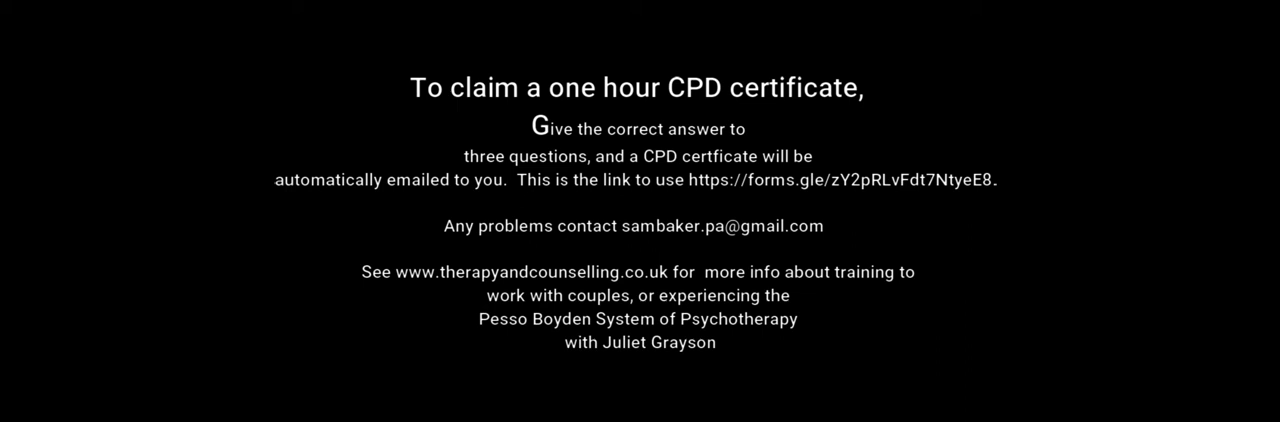 To claim a one hour CPD certificate,
Give the correct answer to
three questions, and a CPD certficate will be
automatically emailed to you.  This is the link to use https://forms.gle/zY2pRLvFdt7NtyeE8.
Any problems contact sambaker.pa@gmail.com
See www.therapyandcounselling.co.uk for  more info about training to
work with couples, or experiencing the
Pesso Boyden System of Psychotherapy
with Juliet Grayson